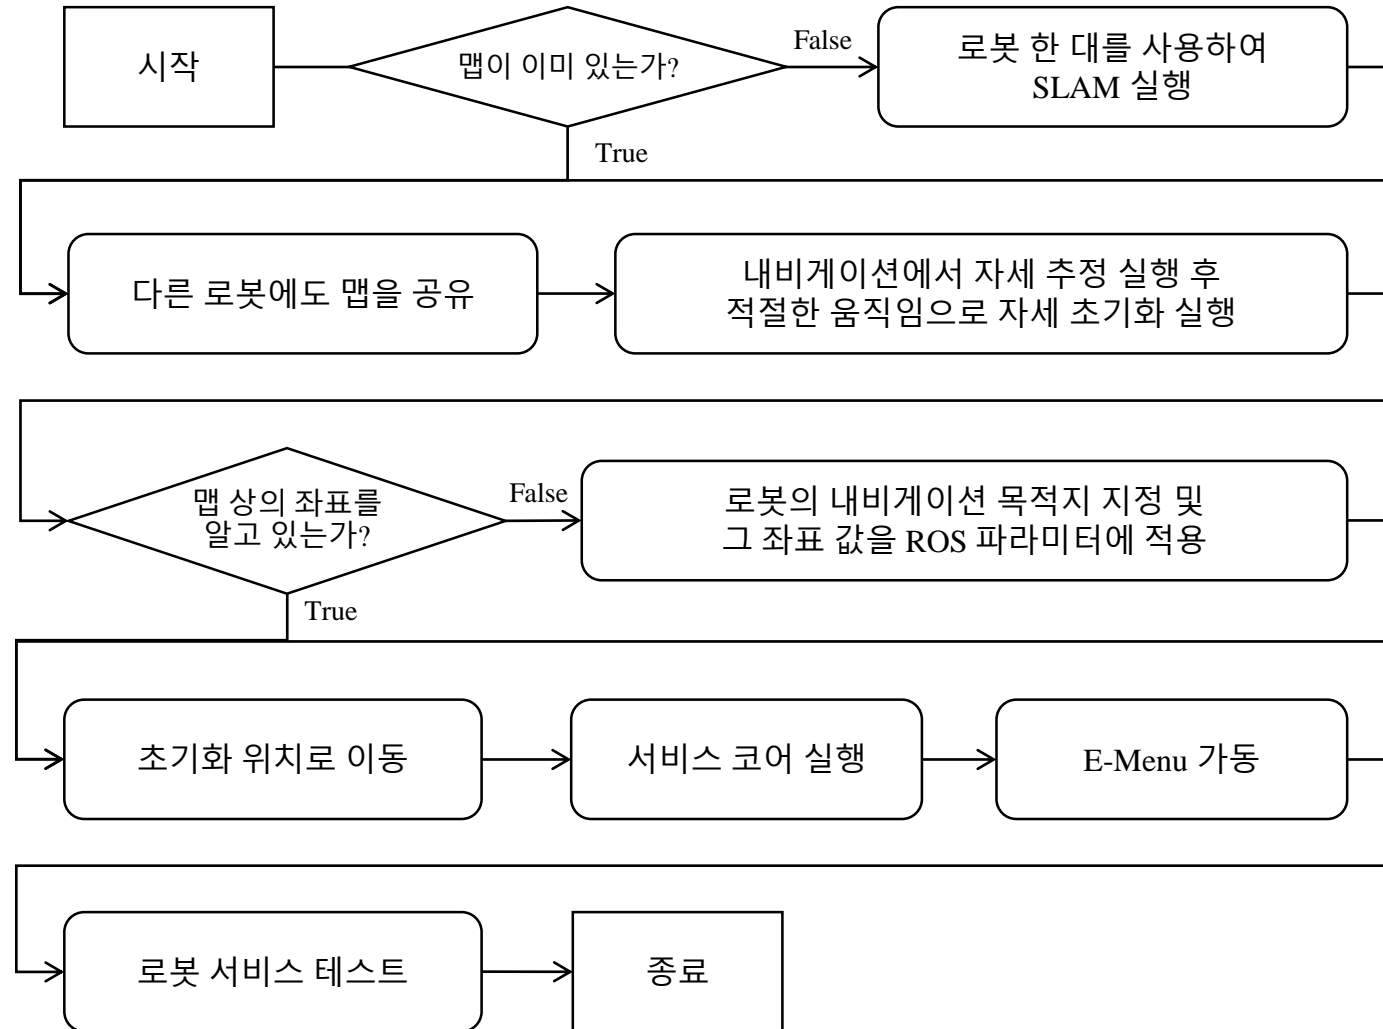 시작
맵이 이미 있는가?
False
로봇 한 대를 사용하여
SLAM 실행
True
다른 로봇에도 맵을 공유
내비게이션에서 자세 추정 실행 후
적절한 움직임으로 자세 초기화 실행
맵 상의 좌표를
알고 있는가?
False
로봇의 내비게이션 목적지 지정 및
그 좌표 값을 ROS 파라미터에 적용
True
초기화 위치로 이동
서비스 코어 실행
E-Menu 가동
로봇 서비스 테스트
종료